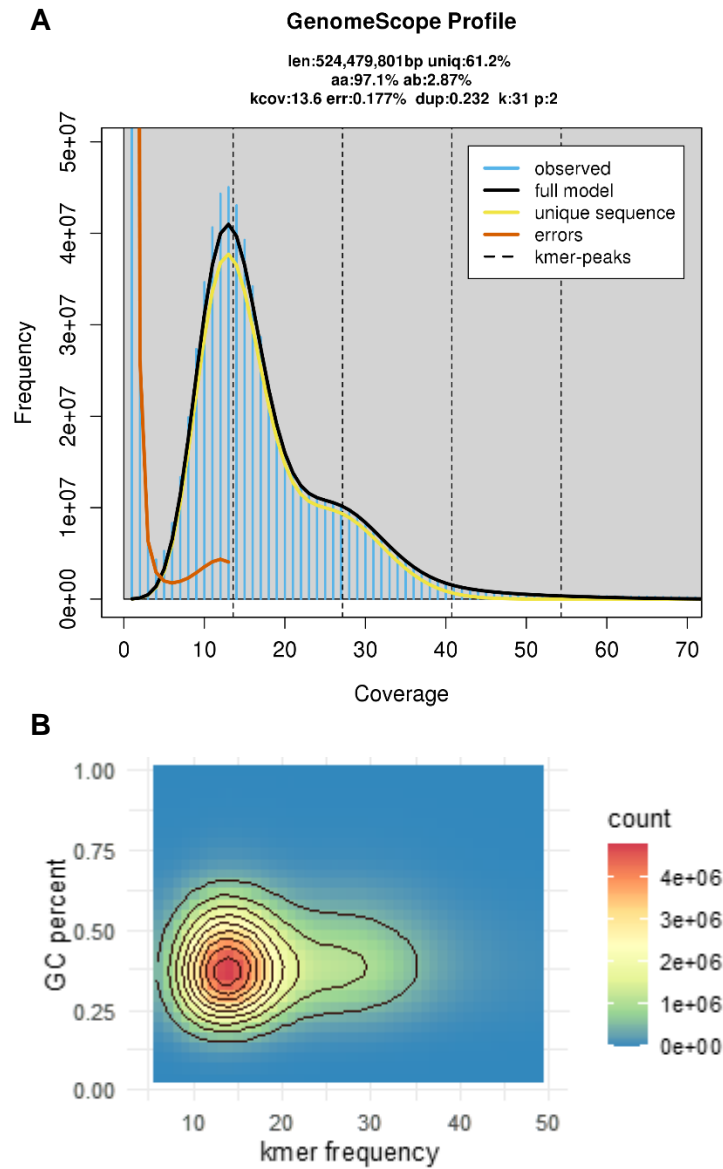 A
GenomeScope Profile
len:524,479,801bp uniq:61.2%
aa:97.1% ab:2.87%
kcov:13.6 err:0.177% dup:0.232 k:31 p:2
Frequency
5e+07
4e+07
3e+07
2e+07
1e+07
0e+00
observed
full model
unique sequence
errors
kmer-peaks
0 10 20 30 40 50 60 70
Coverage
B
GC percent
1.00
0.75
0.50
0.25
0.00
10 20 30 40 50
kmer frequency
count
4e+06
3e+06
2e+06
1e+06
0e+00